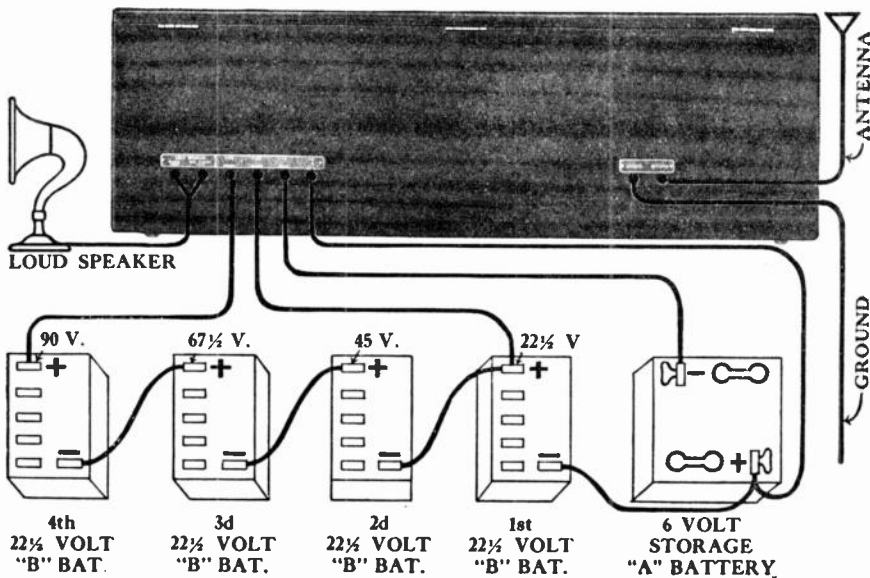 ANTENNA
LOUD SPEAKER
GROUND
90 V.
67½ V.
45 V.
22½ V
+
+
+
+
-
-
-
-
-
+
4th
22½ VOLT
"B" BAT.
3d
22½ VOLT
"B" BAT.
2d
22½ VOLT
"B" BAT.
1st
22½ VOLT
"B" BAT.
6 VOLT
STORAGE
"A" BATTERY